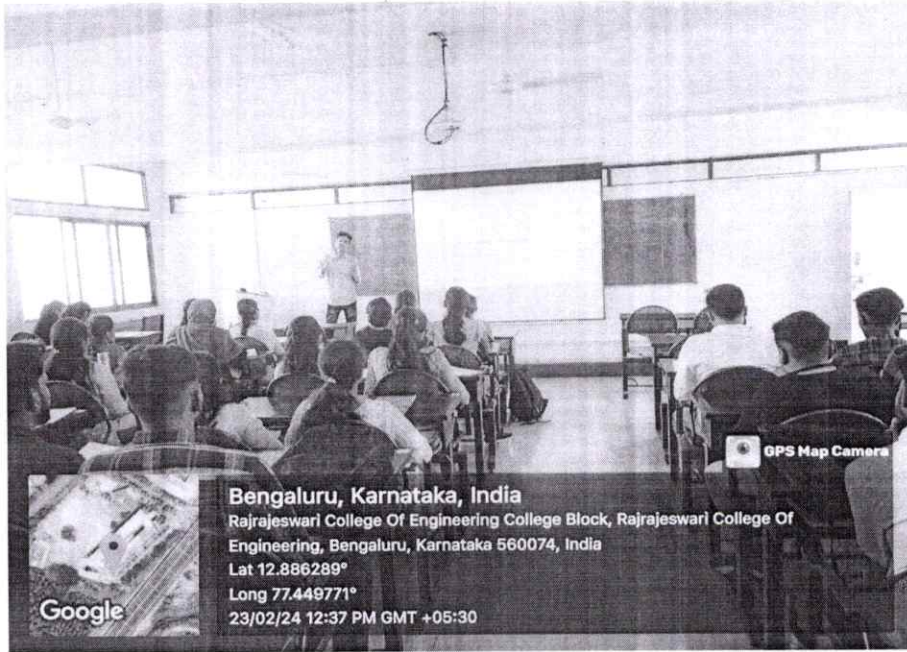 GPS Map Camera
Bengaluru, Karnataka, India
Rajrajeswari College Of Engineering College Block, Rajrajeswari College Of
Engineering, Bengaluru, Karnataka 560074, India
Lat 12.886289°
Long 77.449771°
23/02/24 12:37 PM GMT +05:30
Google